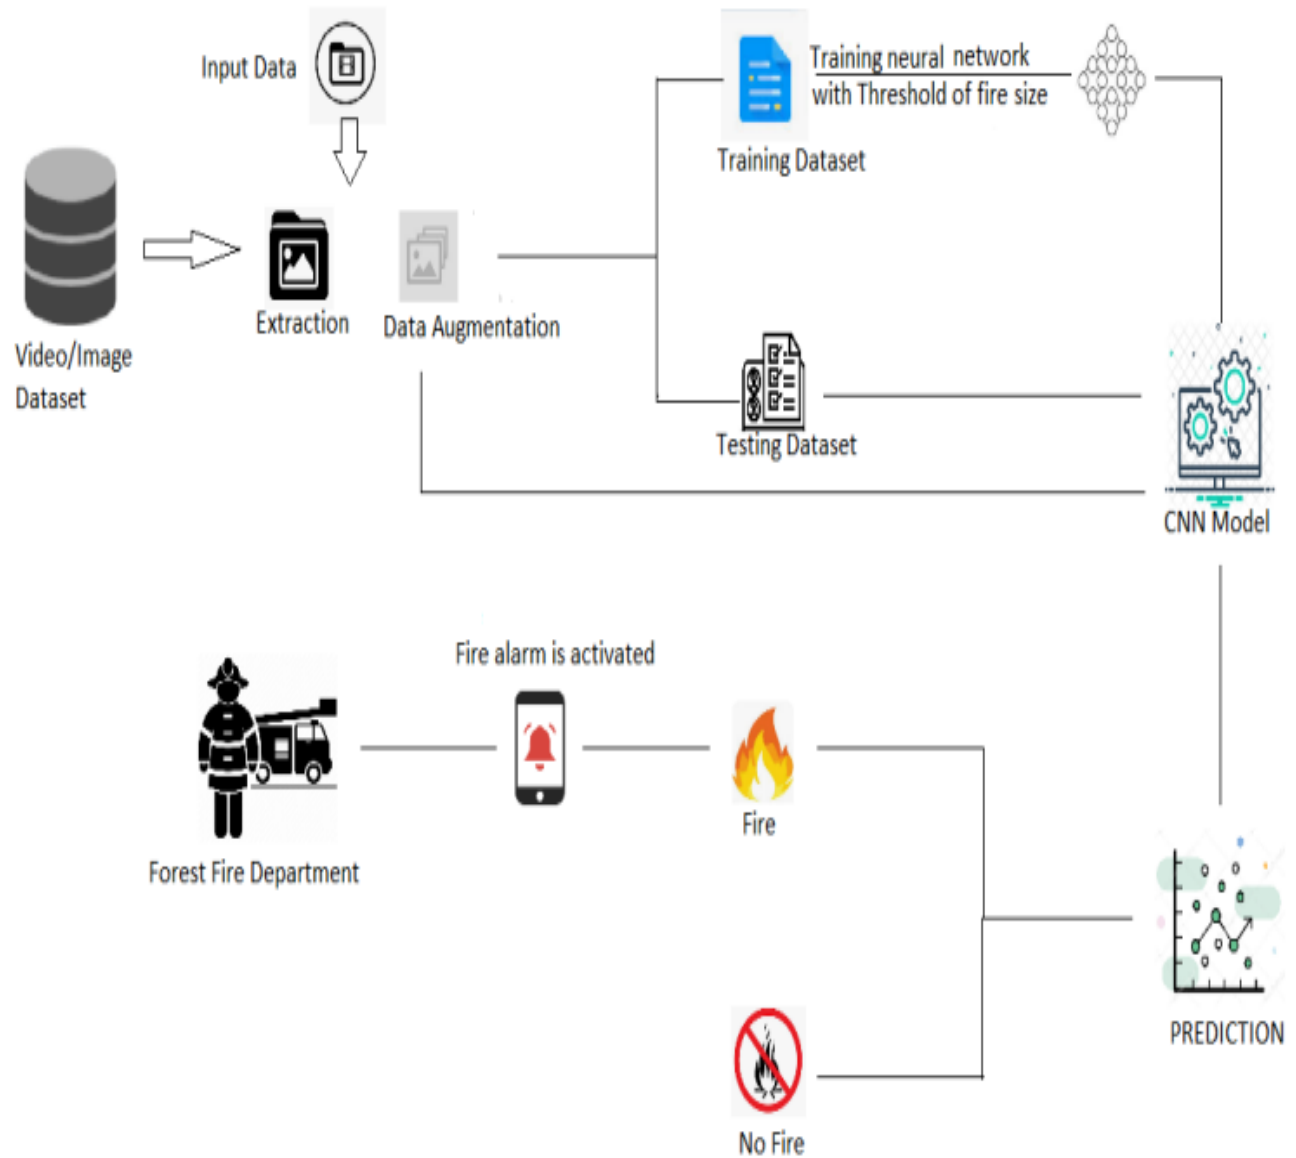 Input Data
Training neural network
with Threshold of fire size
Training Dataset
Extraction
Data Augmentation
Video/Image
Dataset
Testing Dataset
CNN Model
Fire alarm is activated
Fire
Forest Fire Department
PREDICTION
No Fire